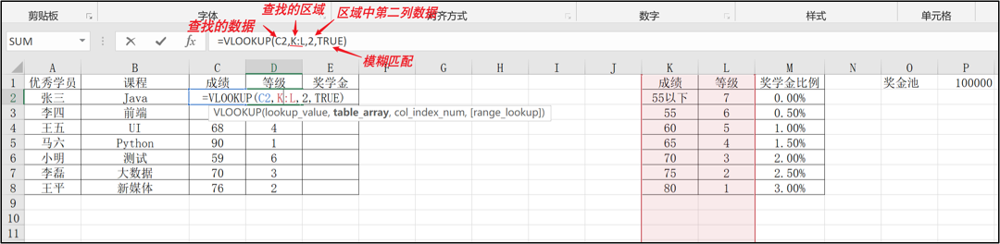 剪贴板 字体 对齐方式 数字 样式 单元格
查找的数据 查找的区域 区域中第二列数据
SUM fx =VLOOKUP(C2,K:L,2,TRUE)
模糊匹配
A B C D E F G H I J K L M N O P
1 优秀学员 课程 成绩 等级 奖学金 成绩 等级 奖学金比例 奖金池 100000
2 张三 Java =VLOOKUP(C2,K:L,2,TRUE) 55以下 7 0.00%
3 李四 前端 VLOOKUP(lookup_value, table_array, col_index_num, [range_lookup]) 55 6 0.50%
4 王五 UI 68 4 60 5 1.00%
5 马六 Python 90 1 65 4 1.50%
6 小明 测试 59 6 70 3 2.00%
7 李磊 大数据 70 3 75 2 2.50%
8 王平 新媒体 76 2 80 1 3.00%
9
10
11